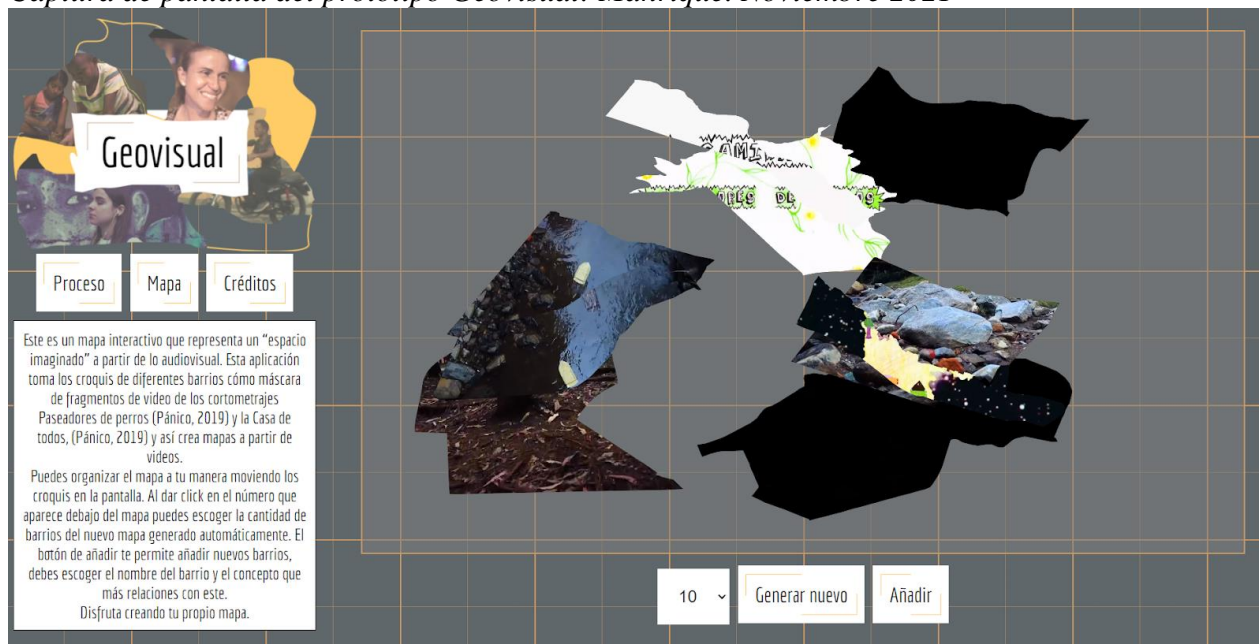 Captura de pantalla del prototipo Geovisual. Manrique. Noviembre 2021
Geovisual
Proceso
Mapa
Créditos
Este es un mapa interactivo que representa un “espacio
imaginado” a partir de lo audiovisual. Esta aplicación
toma los croquis de diferentes barrios cómo máscara
de fragmentos de video de los cortometrajes
Paseadores de perros (Pánico, 2019) y la Casa de
todos, (Pánico, 2019) y así crea mapas a partir de
videos.
Puedes organizar el mapa a tu manera moviendo los
croquis en la pantalla. Al dar click en el número que
aparece debajo del mapa puedes escoger la cantidad de
barrios del nuevo mapa generado automáticamente. El
botón de añadir te permite añadir nuevos barrios,
debes escoger el nombre del barrio y el concepto que
más relaciones con este.
Disfruta creando tu propio mapa.
10
Generar nuevo
Añadir